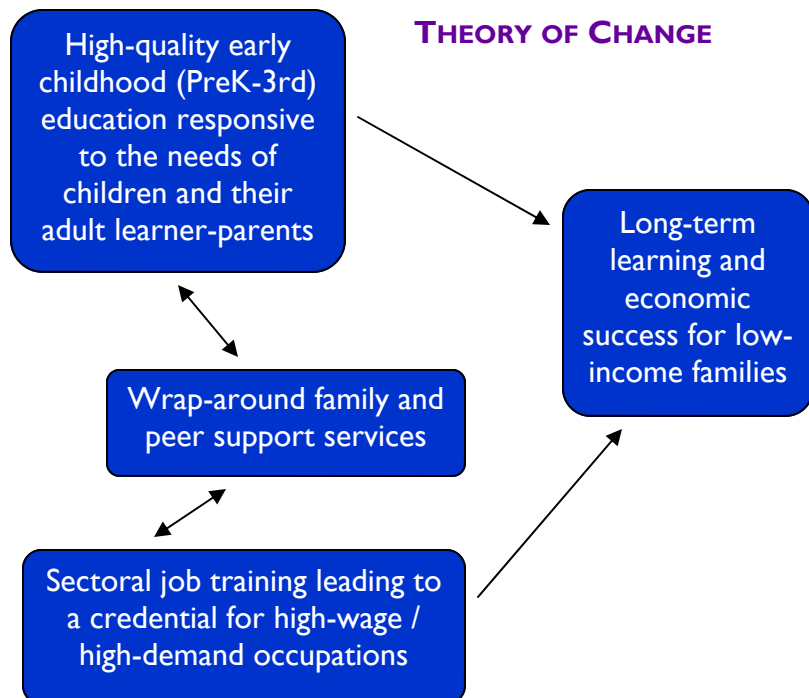 THEORY OF CHANGE
High-quality early
childhood (PreK-3rd)
education responsive
to the needs of
children and their
adult learner-parents
Long-term
learning and
economic
success for low-
income families
Wrap-around family and
peer support services
Sectoral job training leading to
a credential for high-wage /
high-demand occupations